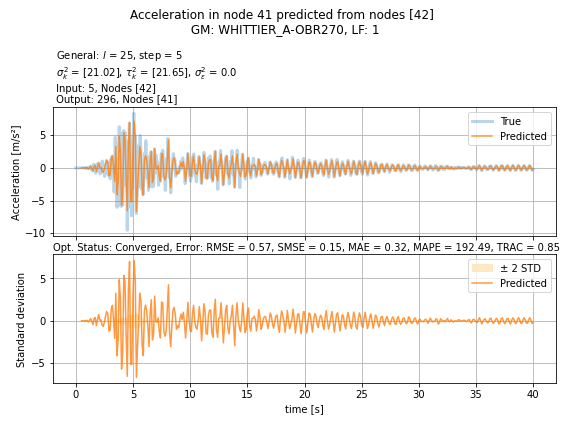 Acceleration in node 41 predicted from nodes [42]
GM: WHITTIER_A-OBR270, LF: 1
General: l = 25, step = 5
σ²ₖ = [21.02], τ²ₖ = [21.65], σ²_ε = 0.0
Input: 5, Nodes [42]
Output: 296, Nodes [41]
True
Predicted
Acceleration [m/s²]
5
0
−5
−10
Opt. Status: Converged, Error: RMSE = 0.57, SMSE = 0.15, MAE = 0.32, MAPE = 192.49, TRAC = 0.85
± 2 STD
Predicted
Standard deviation
5
0
−5
0 5 10 15 20 25 30 35 40
time [s]